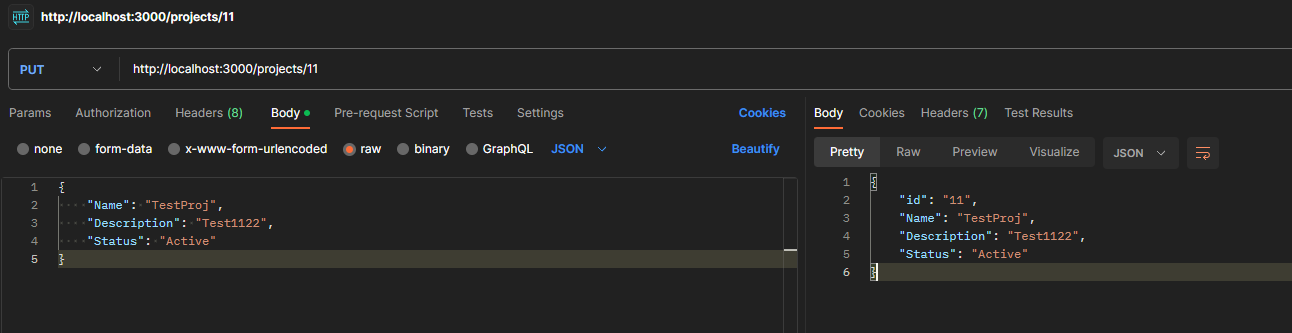 HTTP http://localhost:3000/projects/11
PUT http://localhost:3000/projects/11
Params Authorization Headers (8) Body Pre-request Script Tests Settings Cookies
none form-data x-www-form-urlencoded raw binary GraphQL JSON Beautify
1 {
2 "Name": "TestProj",
3 "Description": "Test1122",
4 "Status": "Active"
5 }
Body Cookies Headers (7) Test Results
Pretty Raw Preview Visualize JSON
1 {
2 "id": "11",
3 "Name": "TestProj",
4 "Description": "Test1122",
5 "Status": "Active"
6 }